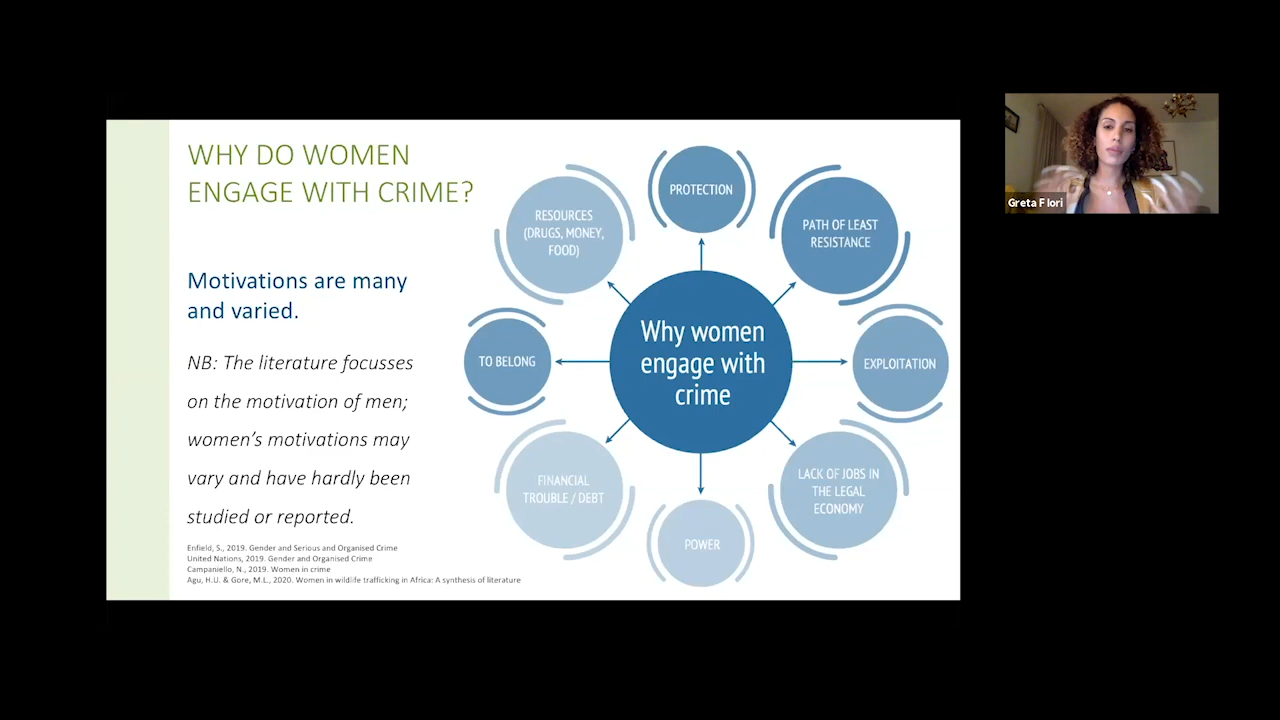 WHY DO WOMEN
ENGAGE WITH CRIME?
Motivations are many
and varied.
NB: The literature focusses
on the motivation of men;
women's motivations may
vary and have hardly been
studied or reported.
Enfield, S., 2019. Gender and Serious and Organised Crime
United Nations, 2019. Gender and Organised Crime
Campaniello, N., 2019. Women in crime
Agu, H.U. & Gore, M.L., 2020. Women in wildlife trafficking in Africa: A synthesis of literature
Why women
engage with
crime
PROTECTION
PATH OF LEAST
RESISTANCE
EXPLOITATION
LACK OF JOBS IN
THE LEGAL
ECONOMY
POWER
FINANCIAL
TROUBLE / DEBT
TO BELONG
RESOURCES
(DRUGS, MONEY,
FOOD)
Greta F Iori